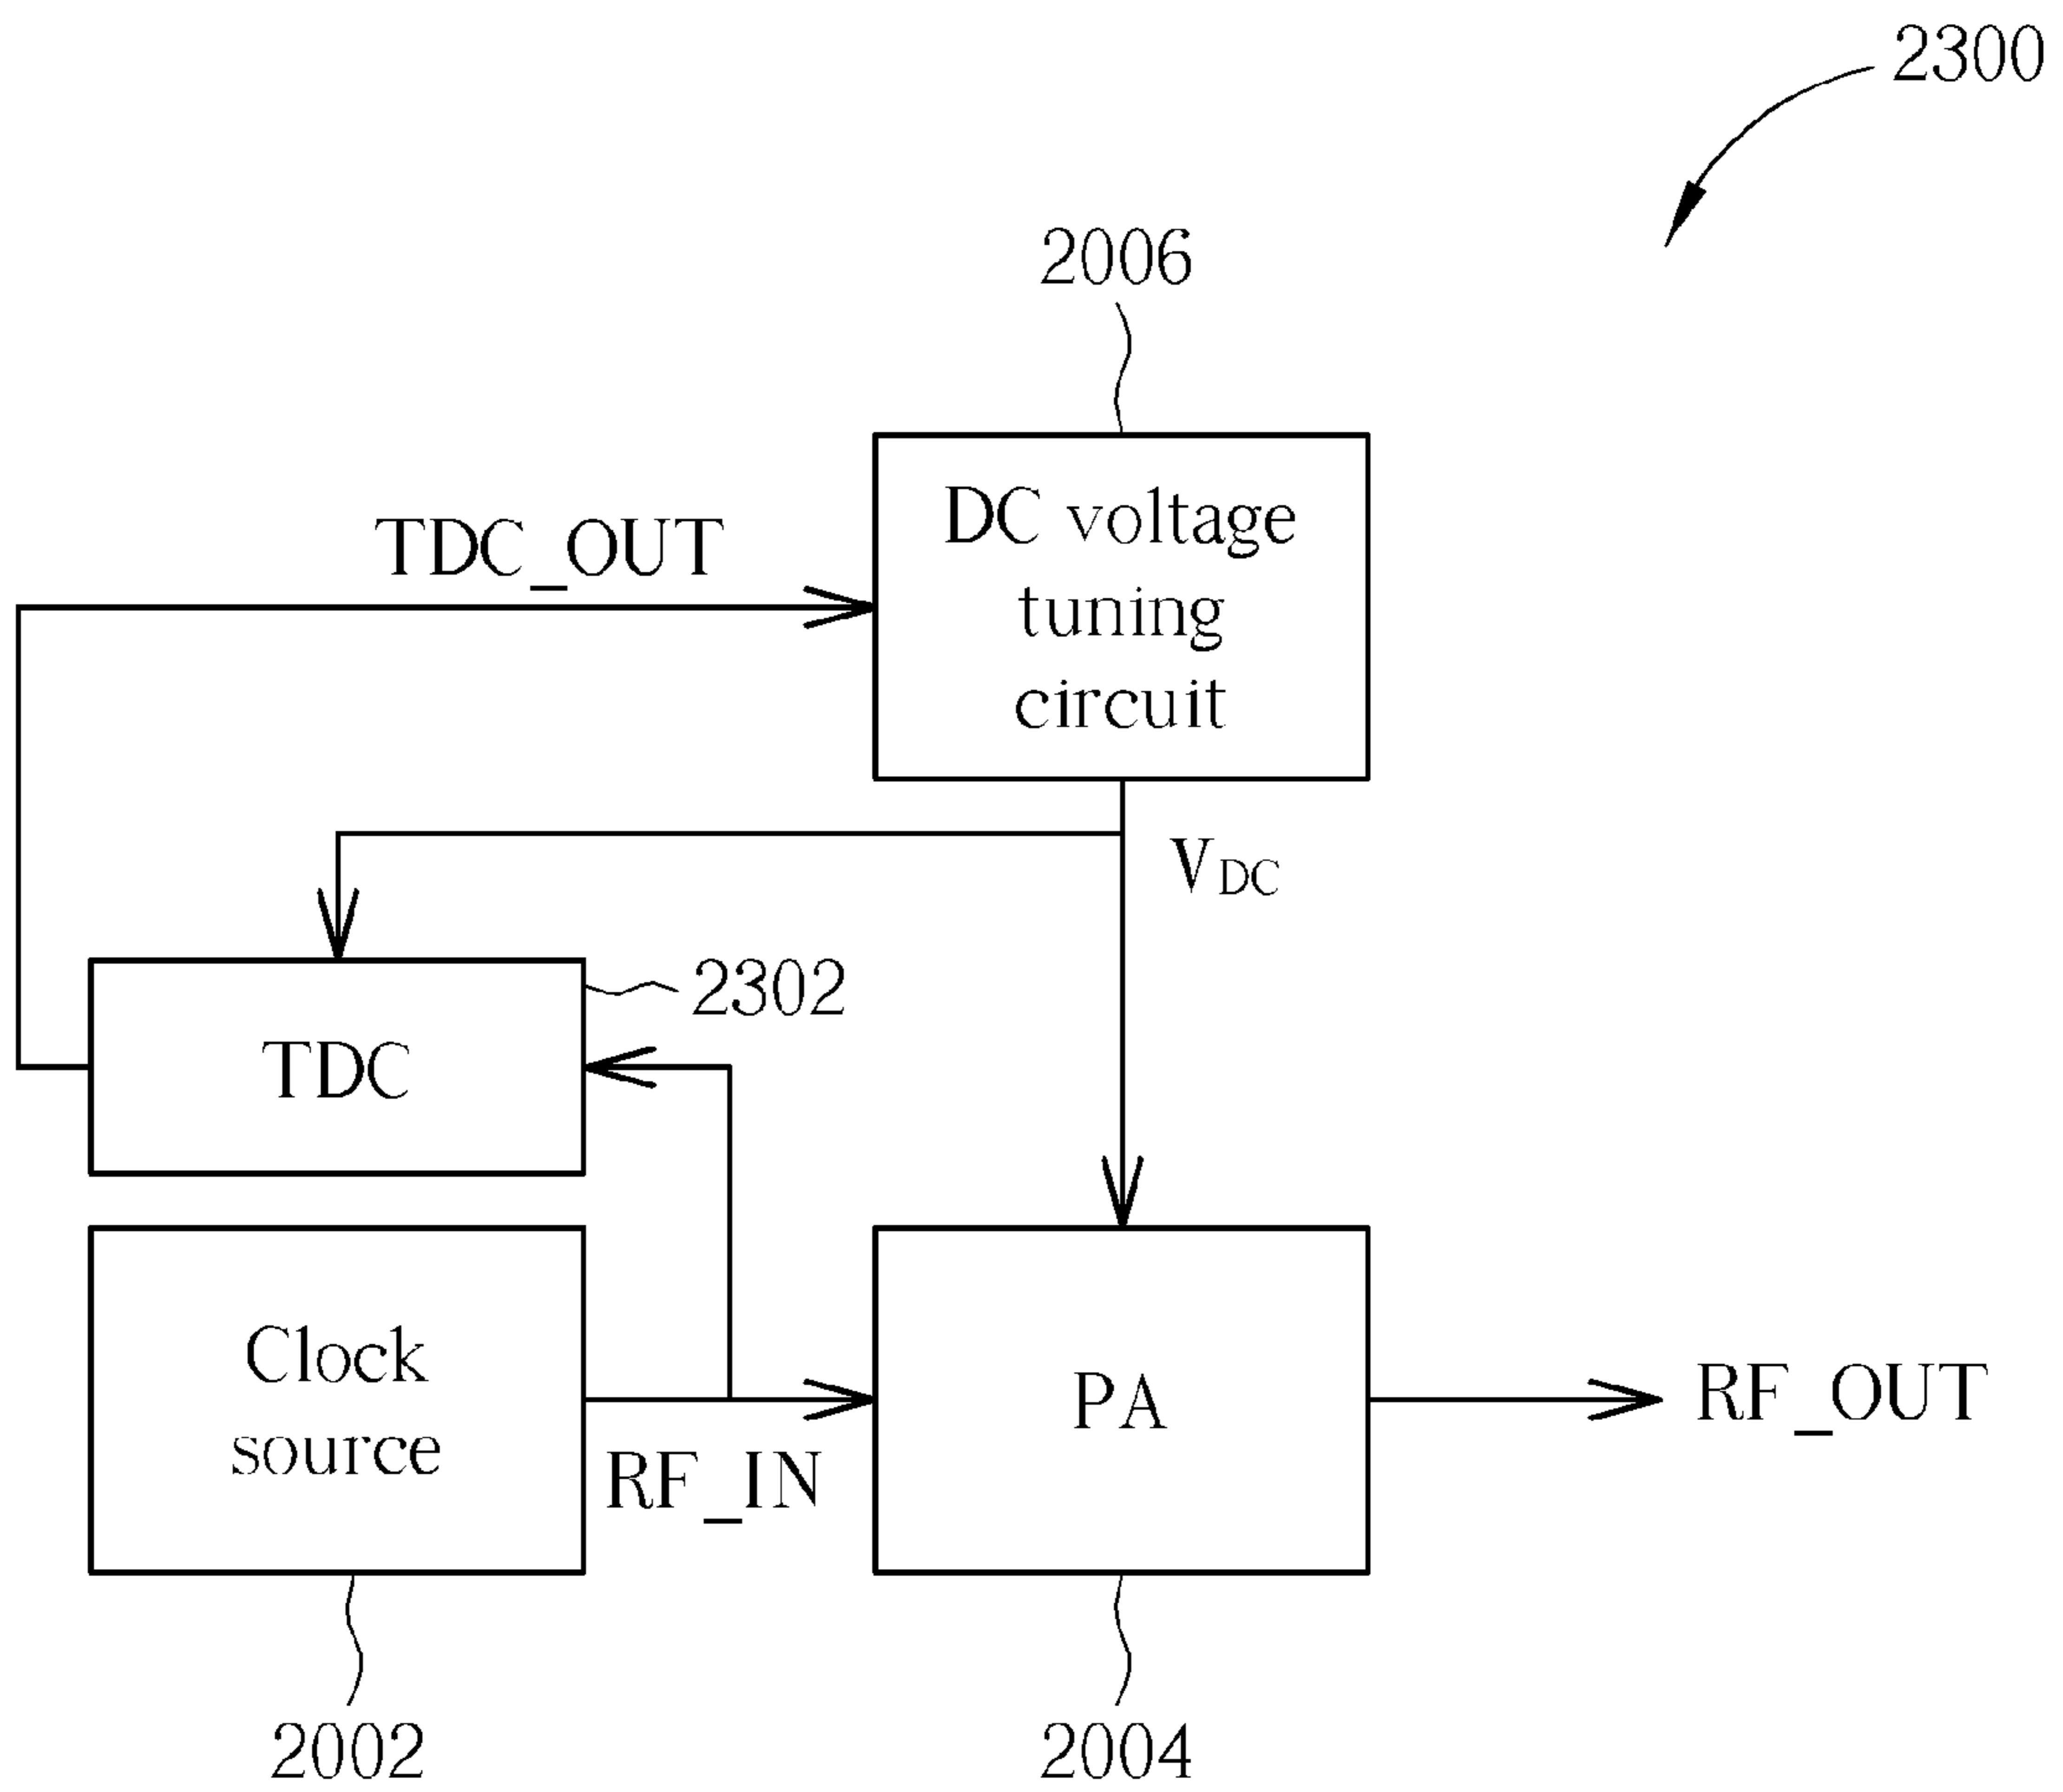 2300
2006
DC voltage
tuning
circuit
TDC_OUT
VDC
2302
TDC
Clock
source
RF_IN
PA
RF_OUT
2002
2004